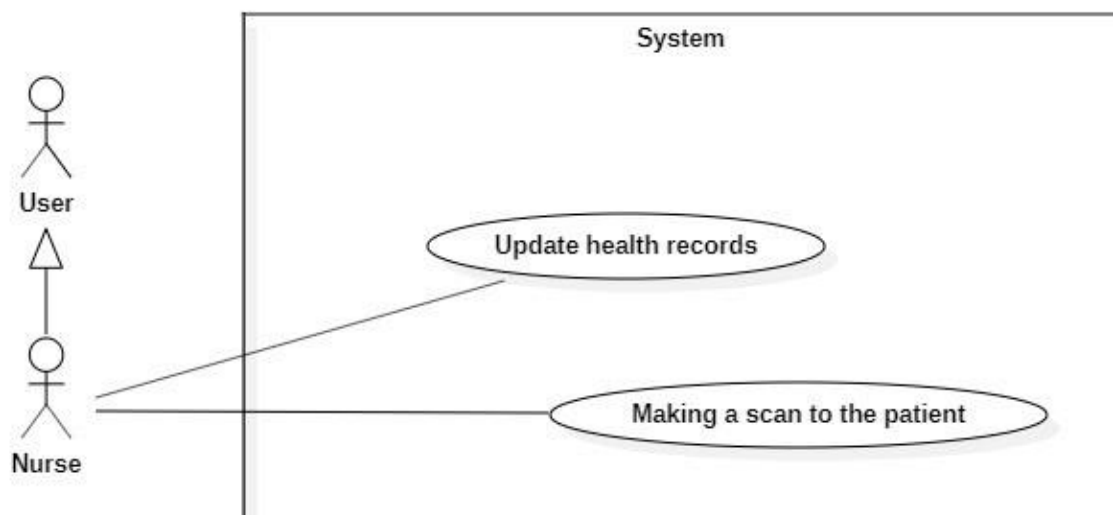 System
User
Update health records
Making a scan to the patient
Nurse